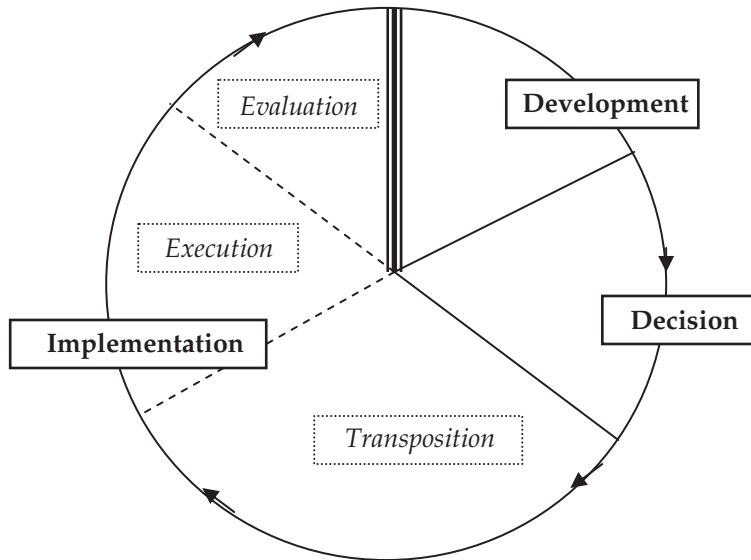 Evaluation
Development
Execution
Decision
Implementation
Transposition